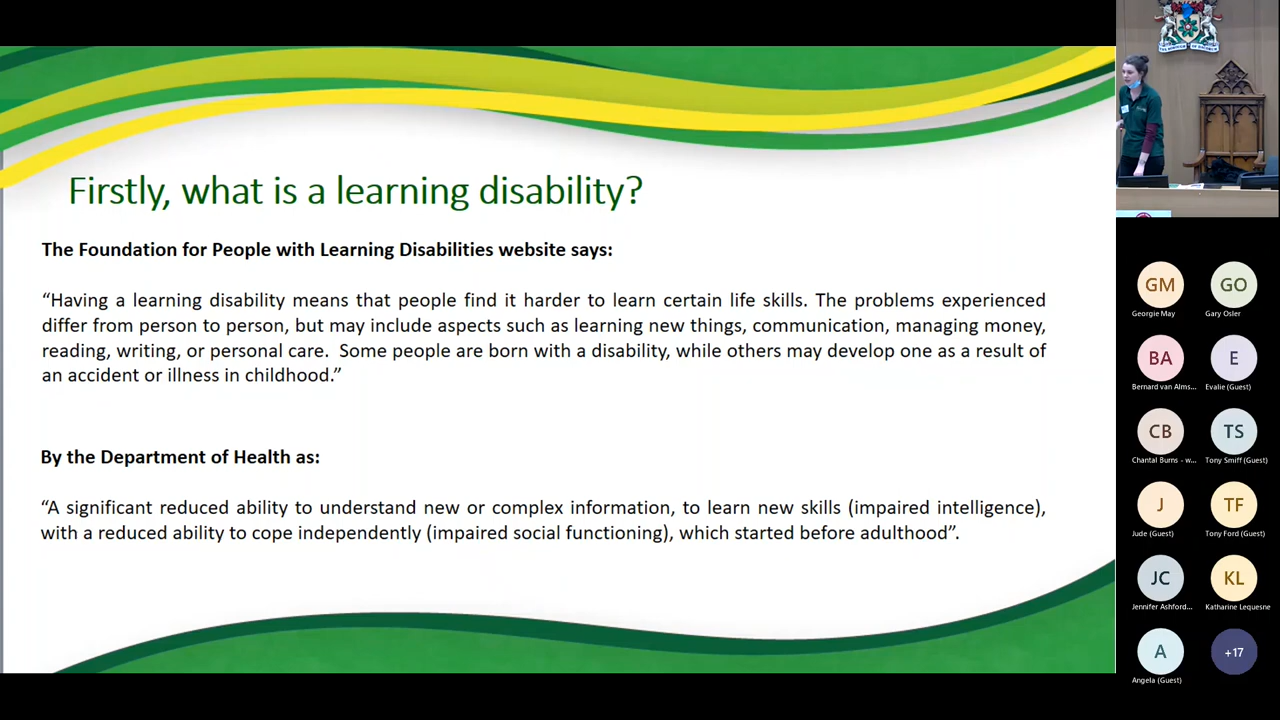 Firstly, what is a learning disability?
The Foundation for People with Learning Disabilities website says:
“Having a learning disability means that people find it harder to learn certain life skills. The problems experienced
differ from person to person, but may include aspects such as learning new things, communication, managing money,
reading, writing, or personal care. Some people are born with a disability, while others may develop one as a result of
an accident or illness in childhood.”
By the Department of Health as:
“A significant reduced ability to understand new or complex information, to learn new skills (impaired intelligence),
with a reduced ability to cope independently (impaired social functioning), which started before adulthood”.
GM
GO
Georgie May
Gary Osler
BA
E
Bernard van Alms...
Evalie (Guest)
CB
TS
Chantal Burns - w...
Tony Smiff (Guest)
J
TF
Jude (Guest)
Tony Ford (Guest)
JC
KL
Jennifer Ashford...
Katharine Lequesne
A
+17
Angela (Guest)